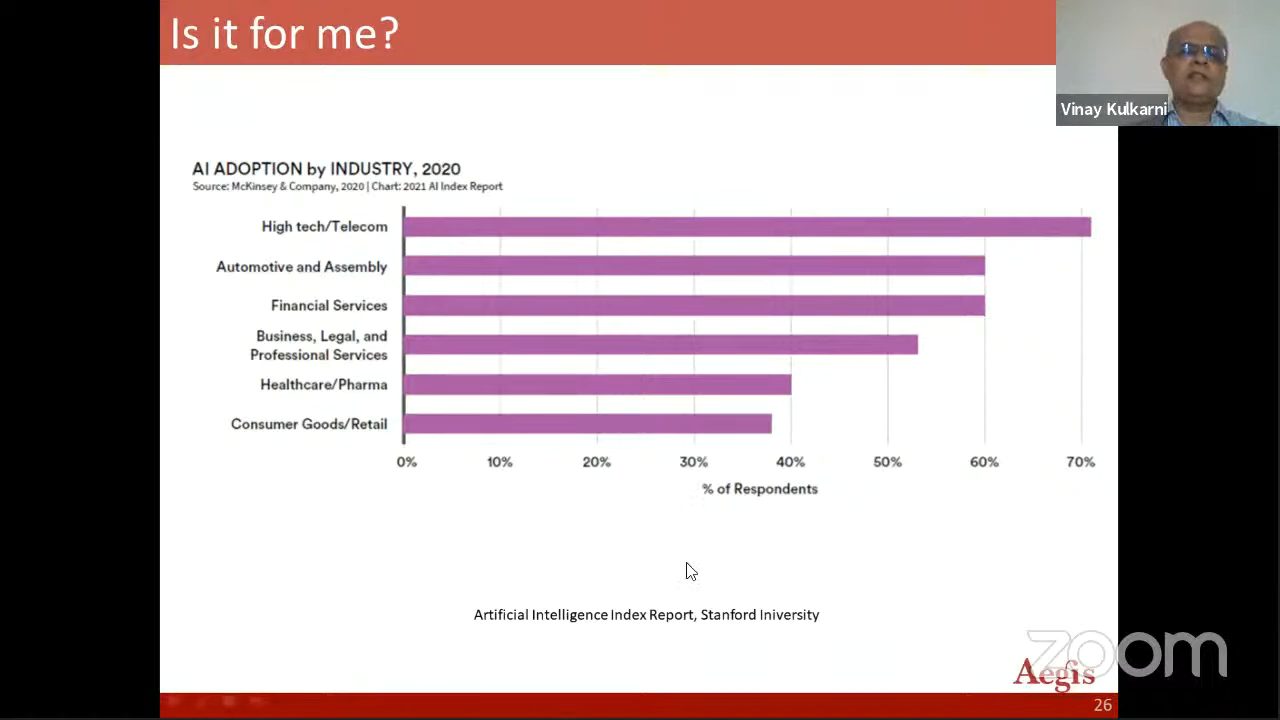 Is it for me?
Vinay Kulkarni
AI ADOPTION by INDUSTRY, 2020
Source: McKinsey & Company, 2020 | Chart: 2021 AI Index Report
High tech/Telecom
Automotive and Assembly
Financial Services
Business, Legal, and
Professional Services
Healthcare/Pharma
Consumer Goods/Retail
0% 10% 20% 30% 40% 50% 60% 70%
% of Respondents
Artificial Intelligence Index Report, Stanford Iniversity
zoom
Aegis
26